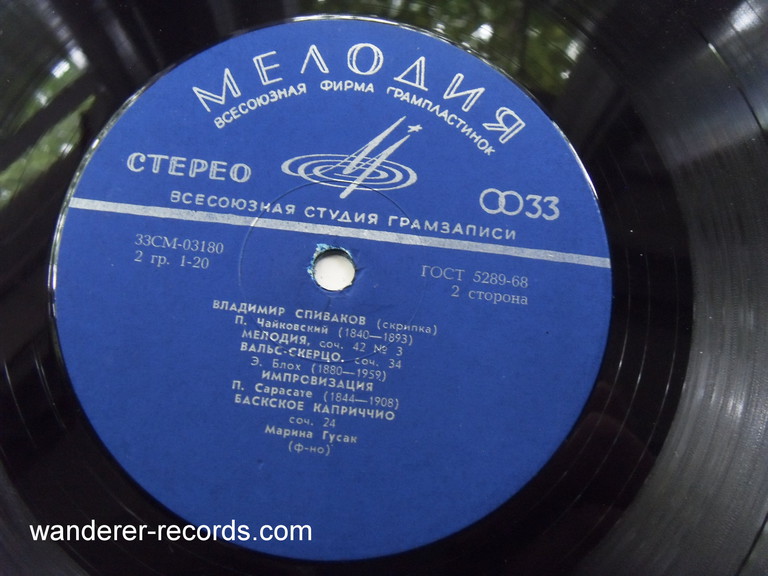 МЕЛОДИЯ
ВСЕСОЮЗНАЯ ФИРМА ГРАМПЛАСТИНОК
СТЕРЕО
33
ВСЕСОЮЗНАЯ СТУДИЯ ГРАМЗАПИСИ
33СМ-03180
2 гр. 1-20
ГОСТ 5289-68
2 сторона
ВЛАДИМИР СПИВАКОВ (скрипка)
П. Чайковский (1840—1893)
МЕЛОДИЯ, соч. 42 № 3
ВАЛЬС-СКЕРЦО, соч. 34
Э. Блох (1880—1959)
ИМПРОВИЗАЦИЯ
П. Сарасате (1844—1908)
БАСКСКОЕ КАПРИЧЧИО
соч. 24
Марина Гусак
(ф-но)
wanderer-records.com